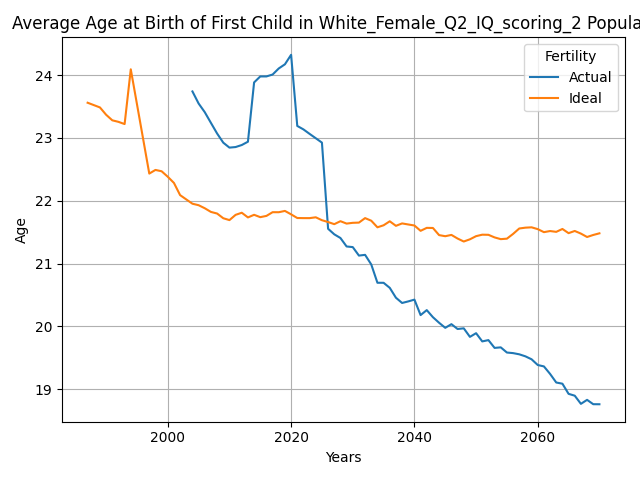 Average Age at Birth of First Child in White_Female_Q2_IQ_scoring_2 Popula
Fertility
Actual
Ideal
Age
24
23
22
21
20
19
2000 2020 2040 2060
Years